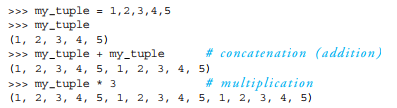 >>> my_tuple = 1,2,3,4,5
>>> my_tuple
(1, 2, 3, 4, 5)
>>> my_tuple + my_tuple # concatenation (addition)
(1, 2, 3, 4, 5, 1, 2, 3, 4, 5)
>>> my_tuple * 3 # multiplication
(1, 2, 3, 4, 5, 1, 2, 3, 4, 5, 1, 2, 3, 4, 5)